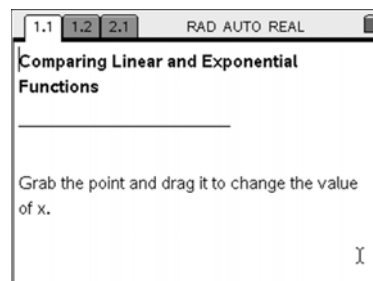 1.1 1.2 2.1 RAD AUTO REAL
Comparing Linear and Exponential
Functions
Grab the point and drag it to change the value
of x.